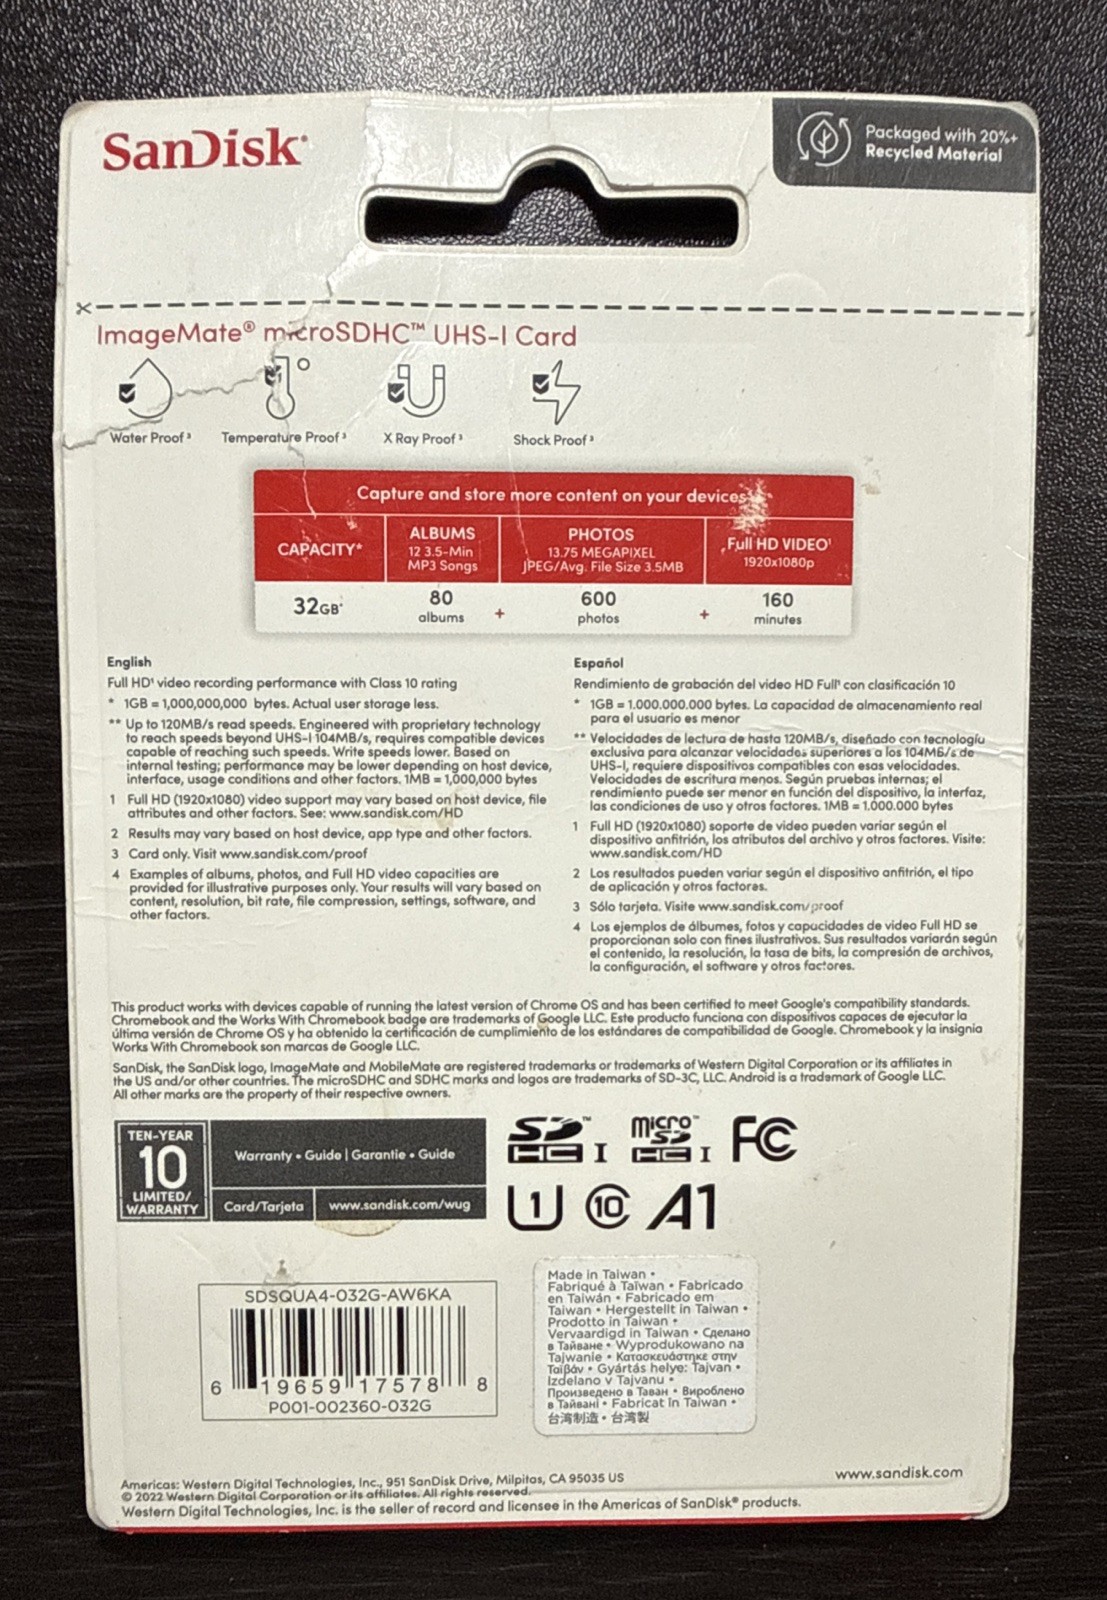 SanDisk®
Packaged with 20%+
Recycled Material
ImageMate® microSDHC™ UHS-I Card
Water Proof³
Temperature Proof³
X Ray Proof³
Shock Proof³
Capture and store more content on your devices⁴
CAPACITY*
ALBUMS
12 3.5-Min
MP3 Songs
PHOTOS
13.75 MEGAPIXEL
JPEG/Avg. File Size 3.5MB
Full HD VIDEO¹
1920x1080p
32GB*
80
albums
+
600
photos
+
160
minutes
English
Full HD¹ video recording performance with Class 10 rating
* 1GB = 1,000,000,000 bytes. Actual user storage less.
** Up to 120MB/s read speeds. Engineered with proprietary technology
to reach speeds beyond UHS-I 104MB/s, requires compatible devices
capable of reaching such speeds. Write speeds lower. Based on
internal testing; performance may be lower depending on host device,
interface, usage conditions and other factors. 1MB = 1,000,000 bytes
1 Full HD (1920x1080) video support may vary based on host device, file
attributes and other factors. See: www.sandisk.com/HD
2 Results may vary based on host device, app type and other factors.
3 Card only. Visit www.sandisk.com/proof
4 Examples of albums, photos, and Full HD video capacities are
provided for illustrative purposes only. Your results will vary based on
content, resolution, bit rate, file compression, settings, software, and
other factors.
Español
Rendimiento de grabación del video HD Full¹ con clasificación 10
* 1GB = 1.000.000.000 bytes. La capacidad de almacenamiento real
para el usuario es menor
** Velocidades de lectura de hasta 120MB/s, diseñado con tecnología
exclusiva para alcanzar velocidades superiores a los 104MB/s de
UHS-I, requiere dispositivos compatibles con esas velocidades.
Velocidades de escritura menos. Según pruebas internas; el
rendimiento puede ser menor en función del dispositivo, la interfaz,
las condiciones de uso y otros factores. 1MB = 1.000.000 bytes
1 Full HD (1920x1080) soporte de video pueden variar según el
dispositivo anfitrión, los atributos del archivo y otros factores. Visite:
www.sandisk.com/HD
2 Los resultados pueden variar según el dispositivo anfitrión, el tipo
de aplicación y otros factores.
3 Sólo tarjeta. Visite www.sandisk.com/proof
4 Los ejemplos de álbumes, fotos y capacidades de video Full HD se
proporcionan solo con fines ilustrativos. Sus resultados variarán según
el contenido, la resolución, la tasa de bits, la compresión de archivos,
la configuración, el software y otros factores.
This product works with devices capable of running the latest version of Chrome OS and has been certified to meet Google's compatibility standards.
Chromebook and the Works With Chromebook badge are trademarks of Google LLC. Este producto funciona con dispositivos capaces de ejecutar la
última versión de Chrome OS y ha obtenido la certificación de cumplimiento de los estándares de compatibilidad de Google. Chromebook y la insignia
Works With Chromebook son marcas de Google LLC.
SanDisk, the SanDisk logo, ImageMate and MobileMate are registered trademarks or trademarks of Western Digital Corporation or its affiliates in
the US and/or other countries. The microSDHC and SDHC marks and logos are trademarks of SD-3C, LLC. Android is a trademark of Google LLC.
All other marks are the property of their respective owners.
TEN-YEAR
10
LIMITED/
WARRANTY
Warranty • Guide | Garantie • Guide
Card/Tarjeta
www.sandisk.com/wug
SD™
HC I
micro™
SD
HC I
FC
U1 10 A1
SDSQUA4-032G-AW6KA
6 19659 17578 8
P001-002360-032G
Made in Taiwan •
Fabriqué à Taïwan • Fabricado
en Taiwán • Fabricado em
Taiwan • Hergestellt in Taiwan •
Prodotto in Taiwan •
Vervaardigd in Taiwan • Сделано
в Тайване • Wyprodukowano na
Tajwanie • Κατασκευάστηκε στην
Ταϊβάν • Gyártás helye: Tajvan •
Izdelano v Tajvanu •
Произведено в Таван • Вироблено
в Тайвані • Fabricat în Taiwan •
台湾制造 • 台湾製
Americas: Western Digital Technologies, Inc., 951 SanDisk Drive, Milpitas, CA 95035 US
© 2022 Western Digital Corporation or its affiliates. All rights reserved.
Western Digital Technologies, Inc. is the seller of record and licensee in the Americas of SanDisk® products.
www.sandisk.com